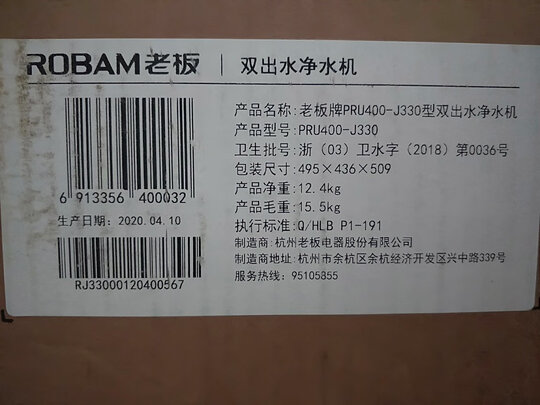 ROBAM老板 | 双出水净水机
产品名称: 老板牌PRU400-J330型双出水净水机
产品型号: PRU400-J330
卫生批号: 浙（03）卫水字（2018）第0036号
包装尺寸: 495×436×509
产品净重: 12.4kg
产品毛重: 15.5kg
执行标准: Q/HLB P1-191
制造商: 杭州老板电器股份有限公司
制造商地址: 杭州市余杭区余杭经济开发区兴中路339号
服务热线: 95105855
6 913356 400032
生产日期: 2020.04.10
RJ33000120400567